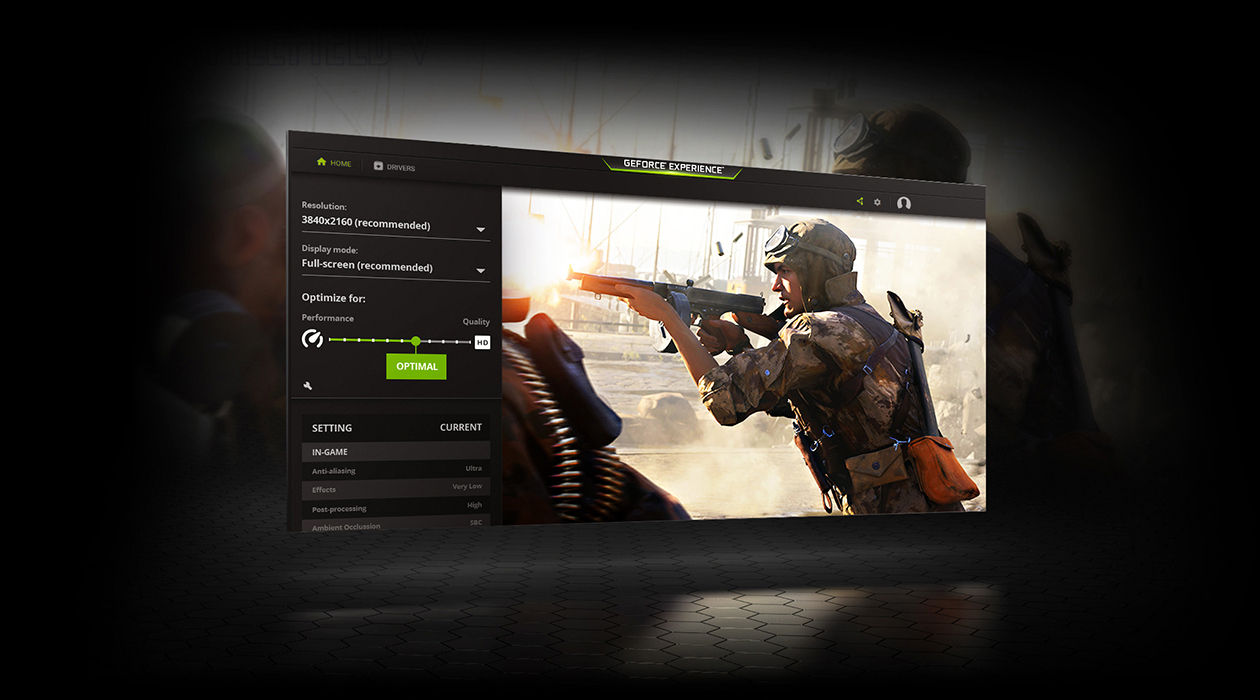 GEFORCE EXPERIENCE
HOME
DRIVERS
Resolution:
3840x2160 (recommended)
Display mode:
Full-screen (recommended)
Optimize for:
Performance
Quality
HD
OPTIMAL
SETTING CURRENT
IN-GAME
Anti-aliasing Ultra
Effects Very Low
Post-processing High
Ambient Occlussion SBC